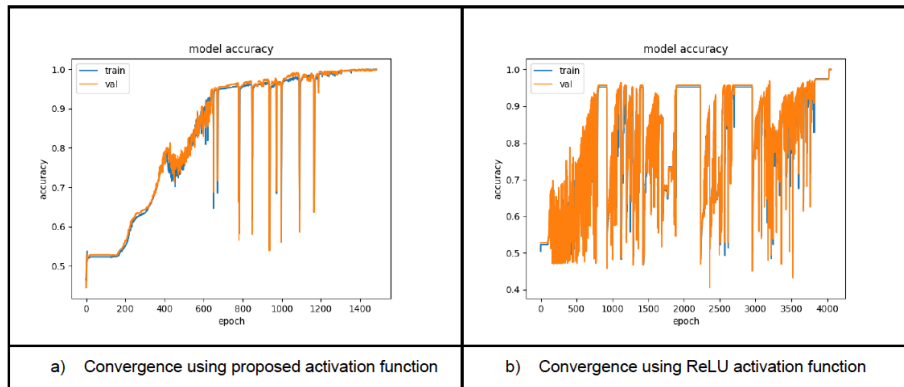 model accuracy
train
val
1.0
0.9
0.8
0.7
0.6
0.5
accuracy
0 200 400 600 800 1000 1200 1400
epoch
a) Convergence using proposed activation function
model accuracy
train
val
1.0
0.9
0.8
0.7
0.6
0.5
0.4
accuracy
0 500 1000 1500 2000 2500 3000 3500 4000
epoch
b) Convergence using ReLU activation function